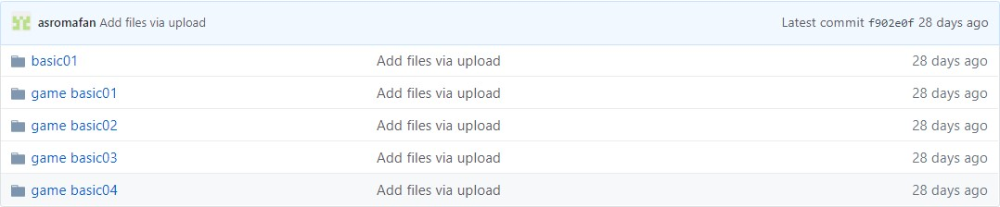 asromafan Add files via upload Latest commit f902e0f 28 days ago
basic01 Add files via upload 28 days ago
game basic01 Add files via upload 28 days ago
game basic02 Add files via upload 28 days ago
game basic03 Add files via upload 28 days ago
game basic04 Add files via upload 28 days ago